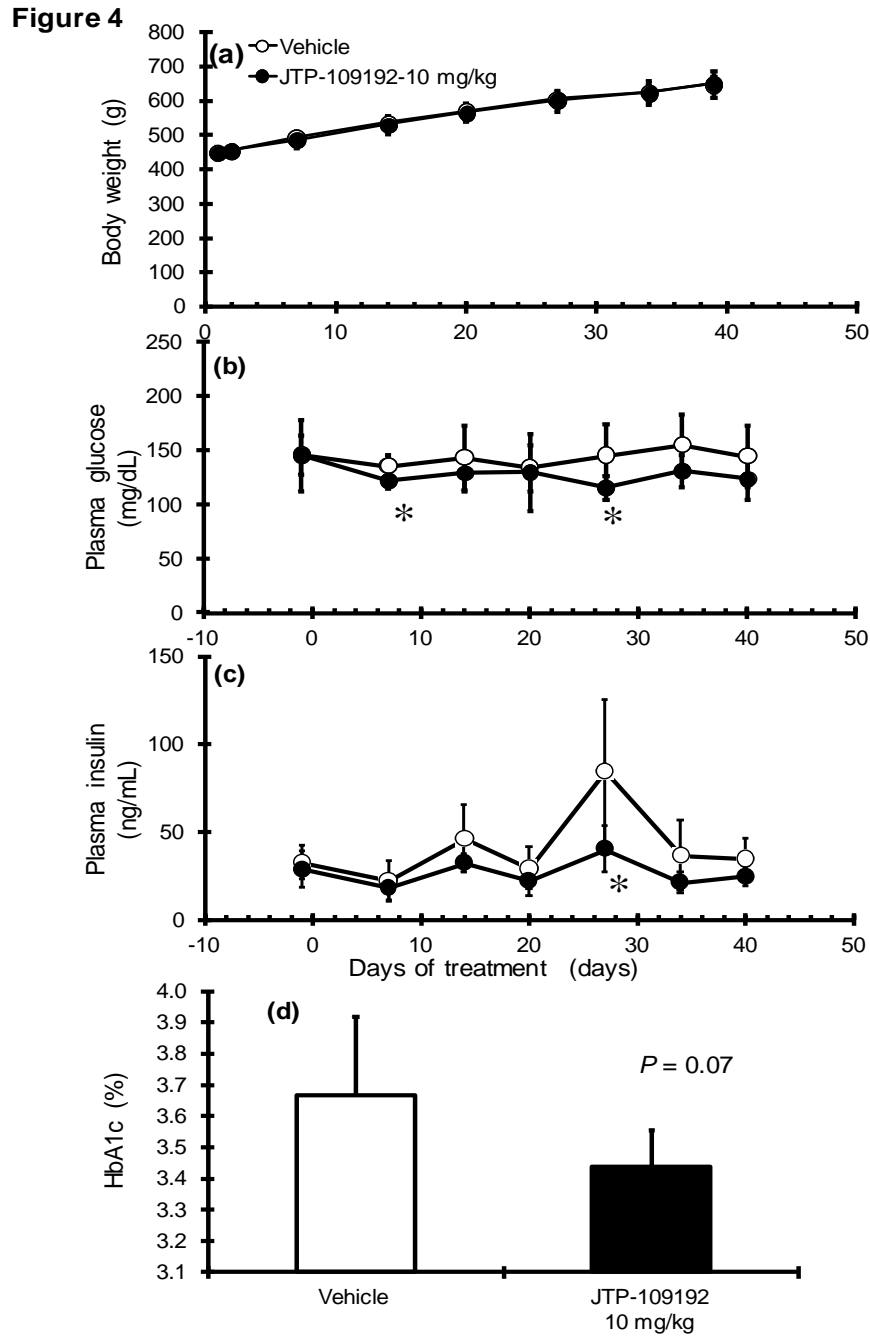 Figure 4
(a)
Vehicle
JTP-109192-10 mg/kg
Body weight (g)
800
700
600
500
400
300
200
100
0
0 10 20 30 40 50
(b)
Plasma glucose
(mg/dL)
250
200
150
100
50
0
* *
-10 0 10 20 30 40 50
(c)
Plasma insulin
(ng/mL)
150
100
50
0
*
-10 0 10 20 30 40 50
Days of treatment (days)
(d)
HbA1c (%)
4.0
3.9
3.8
3.7
3.6
3.5
3.4
3.3
3.2
3.1
P = 0.07
Vehicle JTP-109192
10 mg/kg